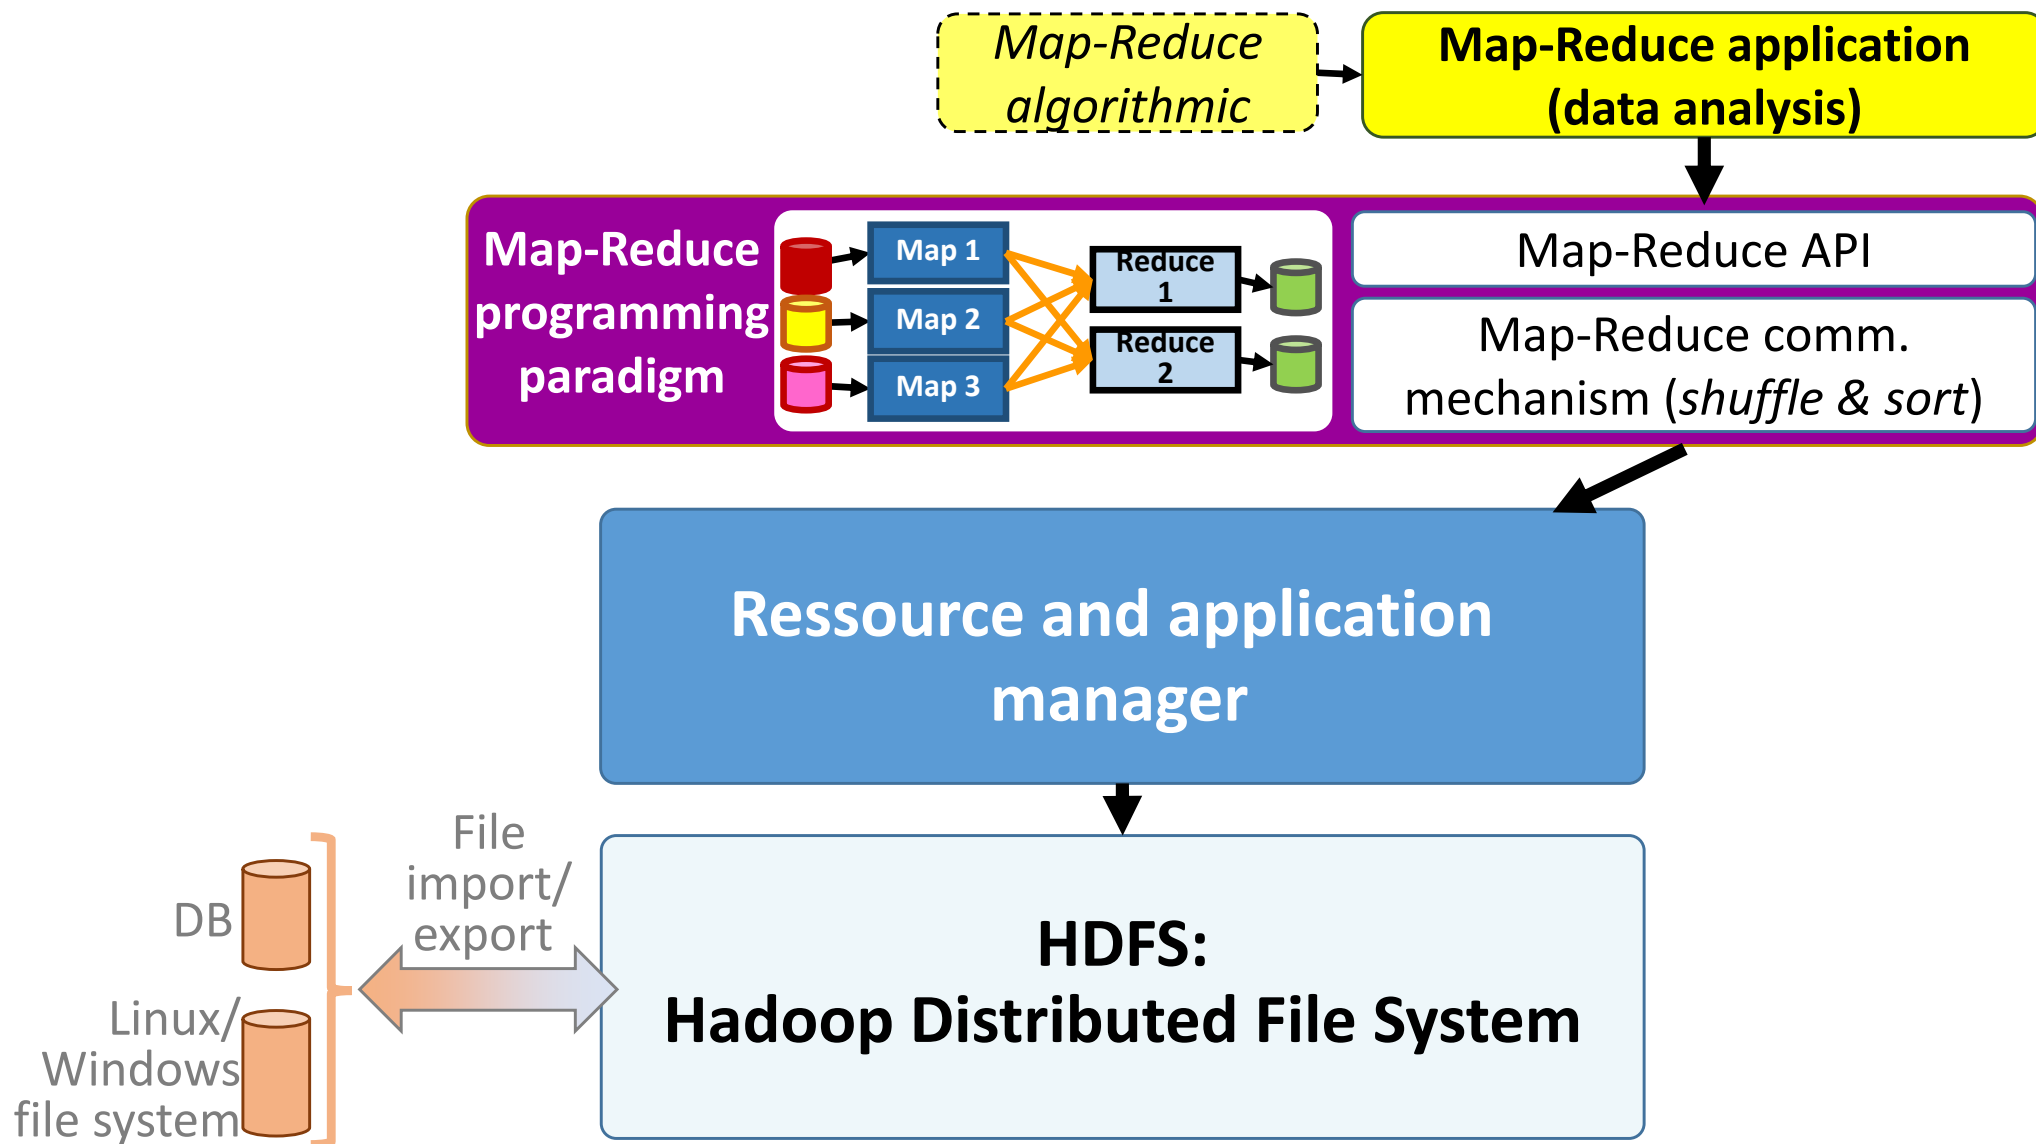 Map-Reduce
algorithmic
Map-Reduce application
(data analysis)
Map-Reduce
programming
paradigm
Map 1
Map 2
Map 3
Reduce
1
Reduce
2
Map-Reduce API
Map-Reduce comm.
mechanism (shuffle & sort)
Ressource and application
manager
File
import/
export
DB
Linux/
Windows
file system
HDFS:
Hadoop Distributed File System